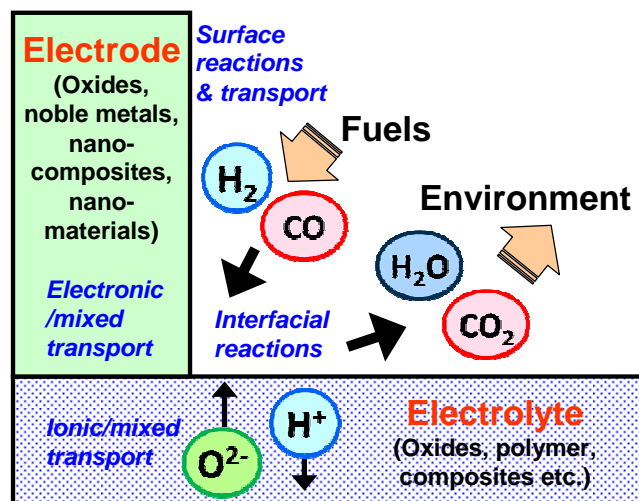 Electrode
(Oxides,
noble metals,
nano-
composites,
nano-
materials)
Electronic
/mixed
transport
Surface
reactions
& transport
Fuels
H₂
CO
Environment
H₂O
CO₂
Interfacial
reactions
Ionic/mixed
transport
O²⁻
H⁺
Electrolyte
(Oxides, polymer,
composites etc.)